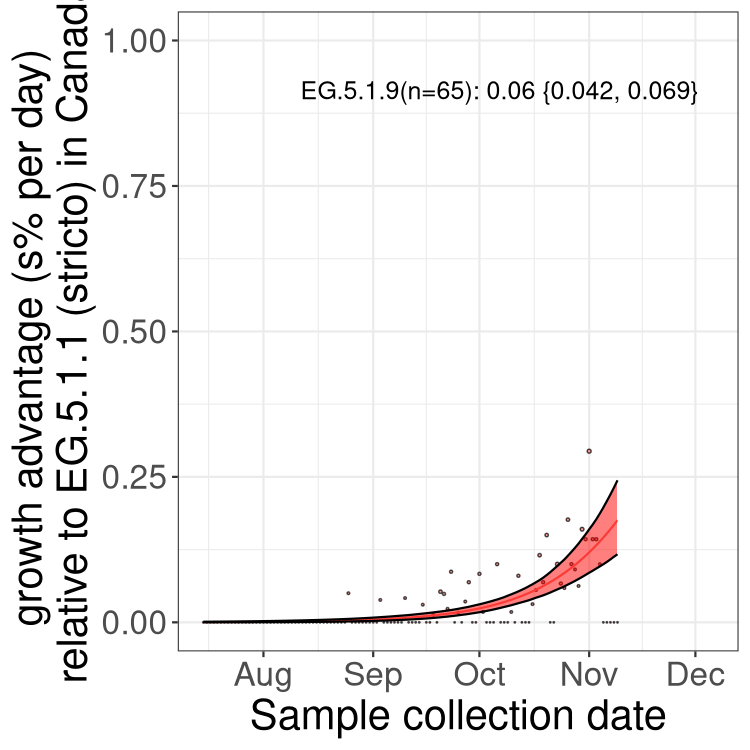 growth advantage (s% per day)
relative to EG.5.1.1 (stricto) in Canad
1.00
0.75
0.50
0.25
0.00
EG.5.1.9(n=65): 0.06 {0.042, 0.069}
Aug Sep Oct Nov Dec
Sample collection date